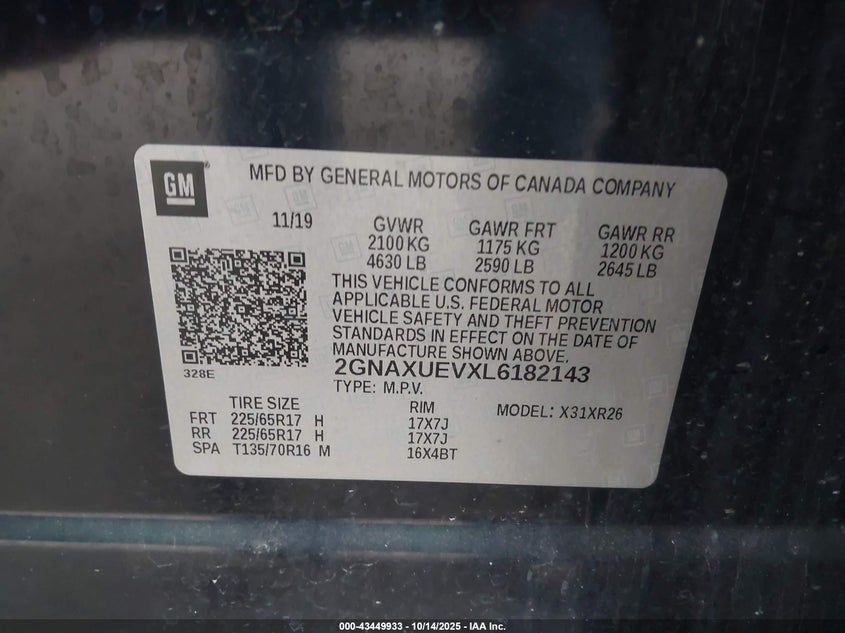 GM
MFD BY GENERAL MOTORS OF CANADA COMPANY
11/19
GVWR
2100 KG
4630 LB
GAWR FRT
1175 KG
2590 LB
GAWR RR
1200 KG
2645 LB
THIS VEHICLE CONFORMS TO ALL
APPLICABLE U.S. FEDERAL MOTOR
VEHICLE SAFETY AND THEFT PREVENTION
STANDARDS IN EFFECT ON THE DATE OF
MANUFACTURE SHOWN ABOVE.
328E
2GNAXUEVXL6182143
TYPE: M.P.V.
TIRE SIZE RIM MODEL: X31XR26
FRT 225/65R17 H 17X7J
RR 225/65R17 H 17X7J
SPA T135/70R16 M 16X4BT
000-43449933 - 10/14/2025 - IAA Inc.